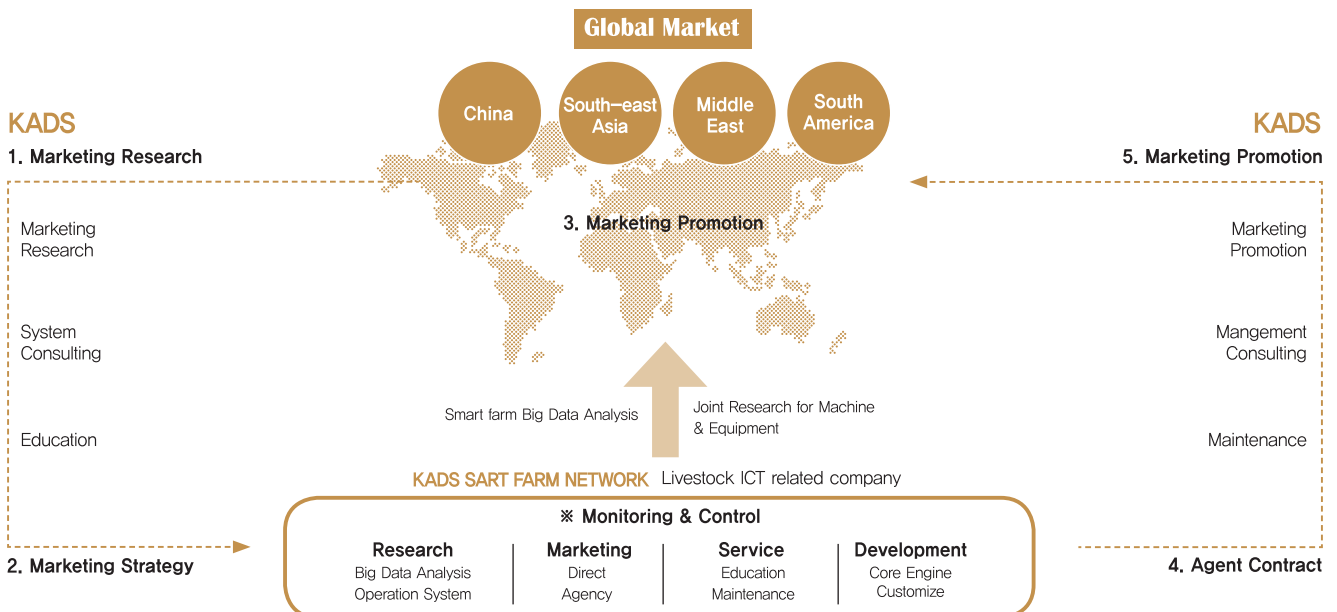 Global Market
China
South-east
Asia
Middle
East
South
America
KADS
1. Marketing Research
Marketing
Research
System
Consulting
Education
2. Marketing Strategy
3. Marketing Promotion
Smart farm Big Data Analysis
Joint Research for Machine
& Equipment
KADS SART FARM NETWORK Livestock ICT related company
※ Monitoring & Control
Research
Big Data Analysis
Operation System
Marketing
Direct
Agency
Service
Education
Maintenance
Development
Core Engine
Customize
KADS
5. Marketing Promotion
Marketing
Promotion
Mangement
Consulting
Maintenance
4. Agent Contract